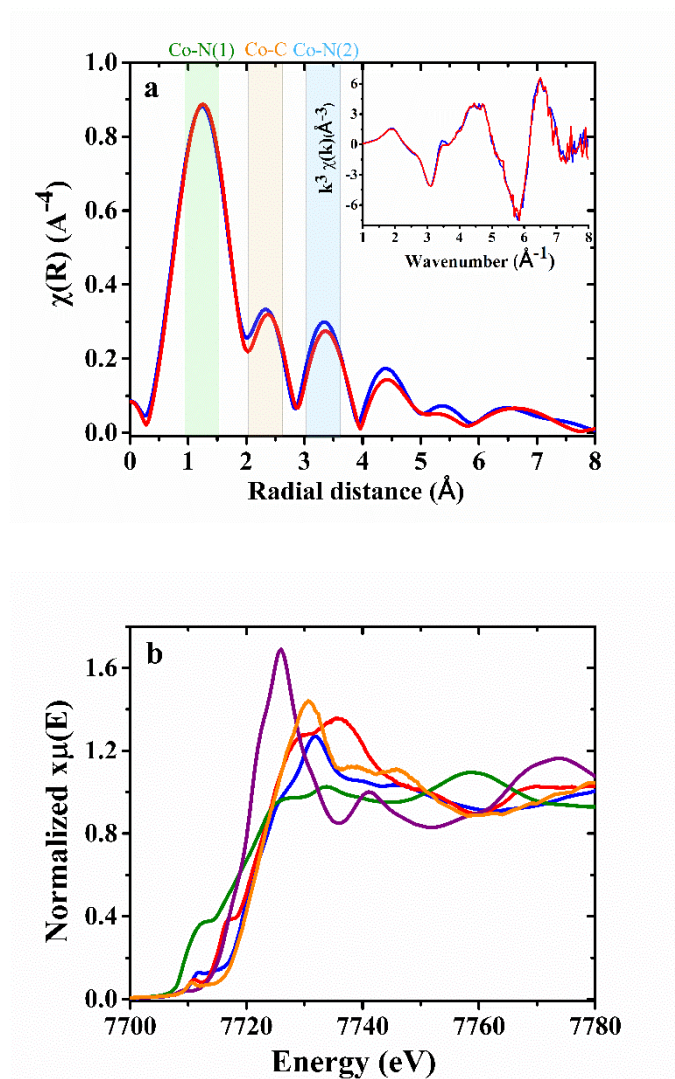 Co-N(1) Co-C Co-N(2)
a
1.0
0.8
0.6
0.4
0.2
0.0
χ(R) (A⁻⁴)
0 1 2 3 4 5 6 7 8
Radial distance (Å)
k³ χ(k)(Å⁻³)
6
3
0
-3
-6
1 2 3 4 5 6 7 8
Wavenumber (Å⁻¹)
b
1.6
1.2
0.8
0.4
0.0
Normalized xμ(E)
7700 7720 7740 7760 7780
Energy (eV)